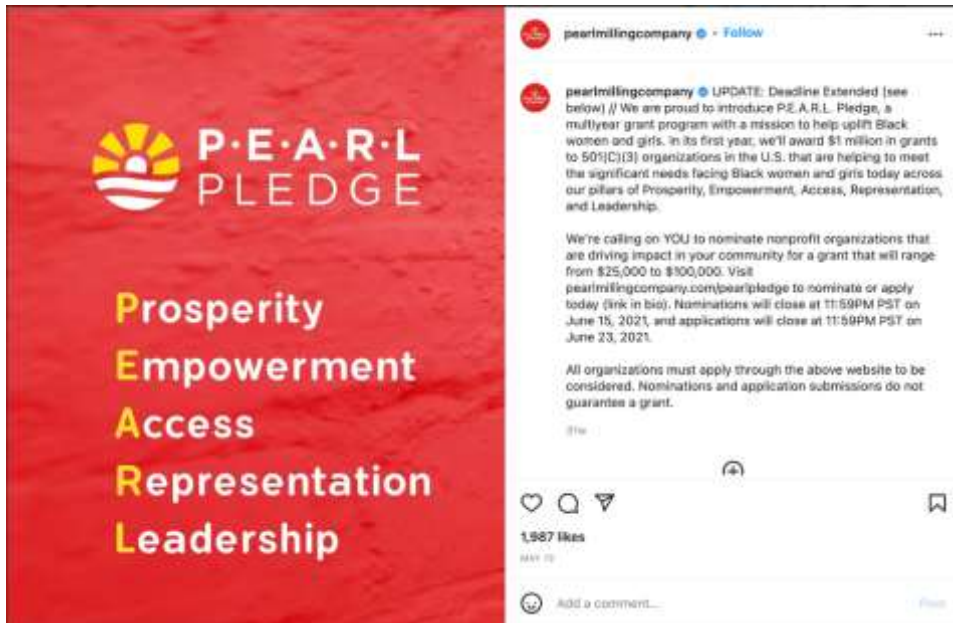 P·E·A·R·L
PLEDGE
Prosperity
Empowerment
Access
Representation
Leadership
pearlmillingcompany • Follow
pearlmillingcompany UPDATE: Deadline Extended (see
below) // We are proud to introduce P.E.A.R.L. Pledge, a
multiyear grant program with a mission to help uplift Black
women and girls. In its first year, we'll award $1 million in grants
to 501(C)(3) organizations in the U.S. that are helping to meet
the significant needs facing Black women and girls today across
our pillars of Prosperity, Empowerment, Access, Representation,
and Leadership.
We're calling on YOU to nominate nonprofit organizations that
are driving impact in your community for a grant that will range
from $25,000 to $100,000. Visit
pearlmillingcompany.com/pearlpledge to nominate or apply
today (link in bio). Nominations will close at 11:59PM PST on
June 15, 2021, and applications will close at 11:59PM PST on
June 23, 2021.
All organizations must apply through the above website to be
considered. Nominations and application submissions do not
guarantee a grant.
1,987 likes
MAY
Add a comment...
Post